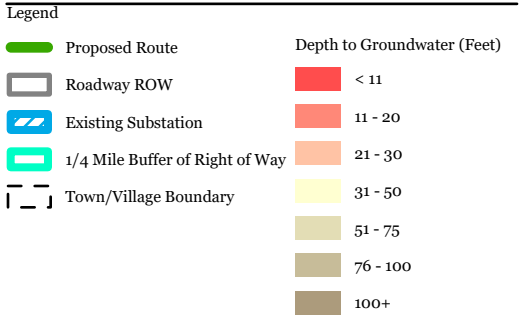 Legend
Proposed Route
Roadway ROW
Existing Substation
1/4 Mile Buffer of Right of Way
Town/Village Boundary
Depth to Groundwater (Feet)
< 11
11 - 20
21 - 30
31 - 50
51 - 75
76 - 100
100+